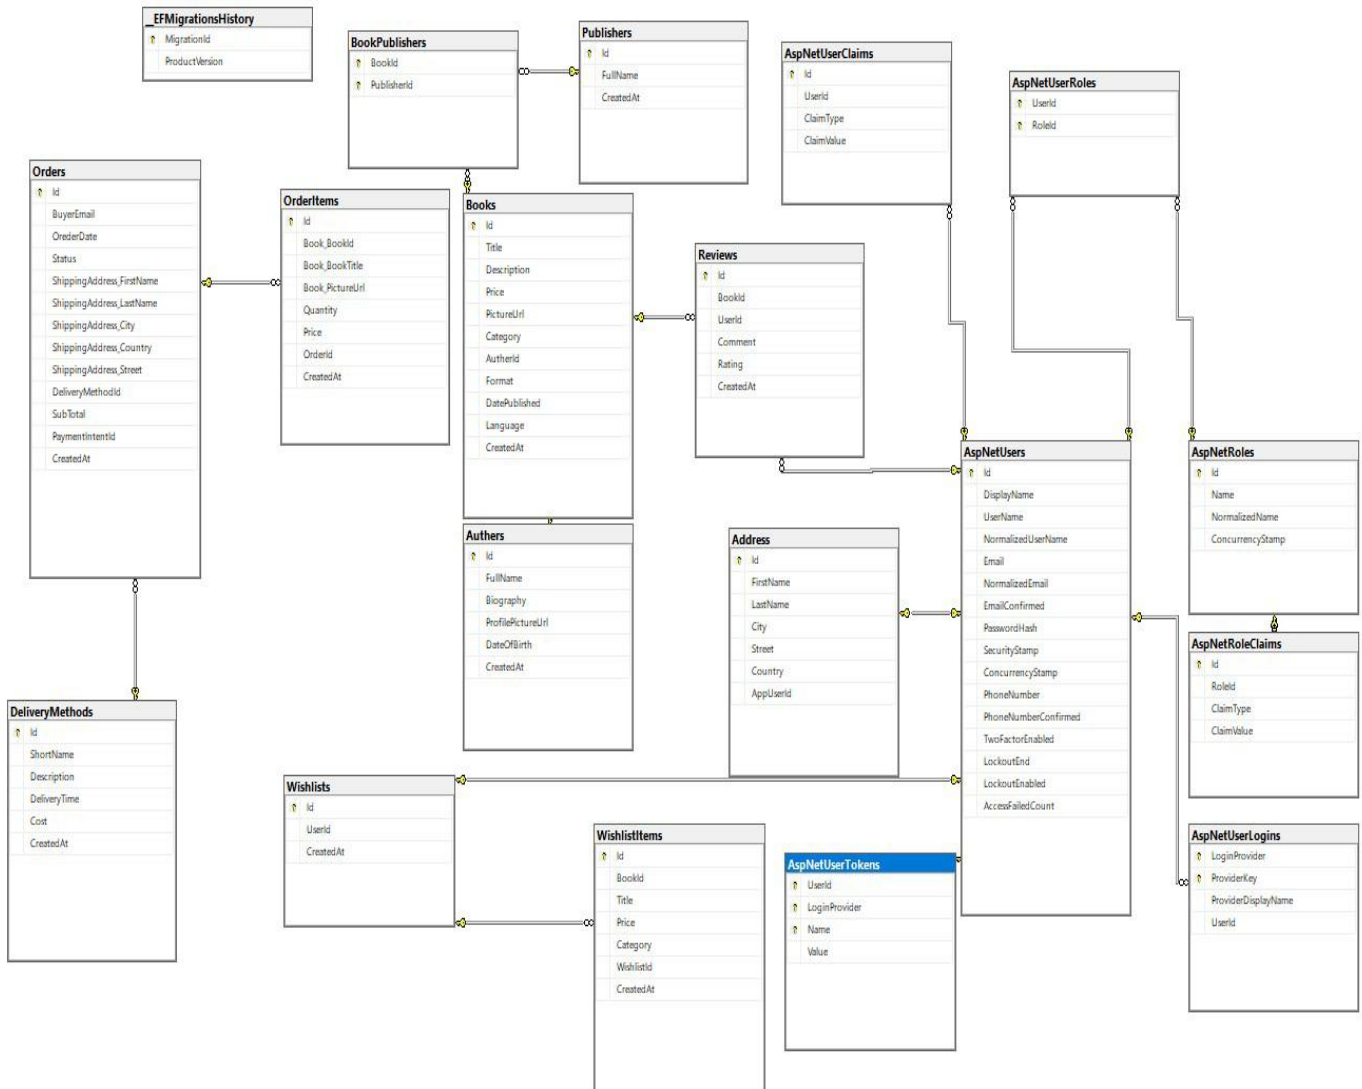 __EFMigrationsHistory
MigrationId
ProductVersion
BookPublishers
BookId
PublisherId
Publishers
Id
FullName
CreatedAt
AspNetUserClaims
Id
UserId
ClaimType
ClaimValue
AspNetUserRoles
UserId
RoleId
Orders
Id
BuyerEmail
OrederDate
Status
ShippingAddress_FirstName
ShippingAddress_LastName
ShippingAddress_City
ShippingAddress_Country
ShippingAddress_Street
DeliveryMethodId
SubTotal
PaymentIntentId
CreatedAt
OrderItems
Id
Book_BookId
Book_BookTitle
Book_PictureUrl
Quantity
Price
OrderId
CreatedAt
Books
Id
Title
Description
Price
PictureUrl
Category
AutherId
Format
DatePublished
Language
CreatedAt
Reviews
Id
BookId
UserId
Comment
Rating
CreatedAt
AspNetUsers
Id
DisplayName
UserName
NormalizedUserName
Email
NormalizedEmail
EmailConfirmed
PasswordHash
SecurityStamp
ConcurrencyStamp
PhoneNumber
PhoneNumberConfirmed
TwoFactorEnabled
LockoutEnd
LockoutEnabled
AccessFailedCount
AspNetRoles
Id
Name
NormalizedName
ConcurrencyStamp
Authers
Id
FullName
Biography
ProfilePictureUrl
DateOfBirth
CreatedAt
Address
Id
FirstName
LastName
City
Street
Country
AppUserId
AspNetRoleClaims
Id
RoleId
ClaimType
ClaimValue
DeliveryMethods
Id
ShortName
Description
DeliveryTime
Cost
CreatedAt
Wishlists
Id
UserId
CreatedAt
WishlistItems
Id
BookId
Title
Price
Category
WishlistId
CreatedAt
AspNetUserTokens
UserId
LoginProvider
Name
Value
AspNetUserLogins
LoginProvider
ProviderKey
ProviderDisplayName
UserId